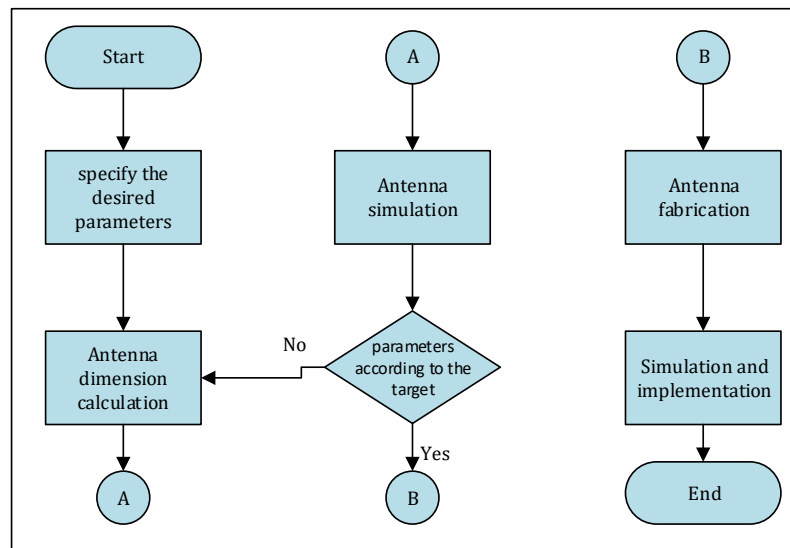 Start
specify the
desired
parameters
Antenna
dimension
calculation
A
A
Antenna
simulation
parameters
according to the
target
No
Yes
B
B
Antenna
fabrication
Simulation and
implementation
End